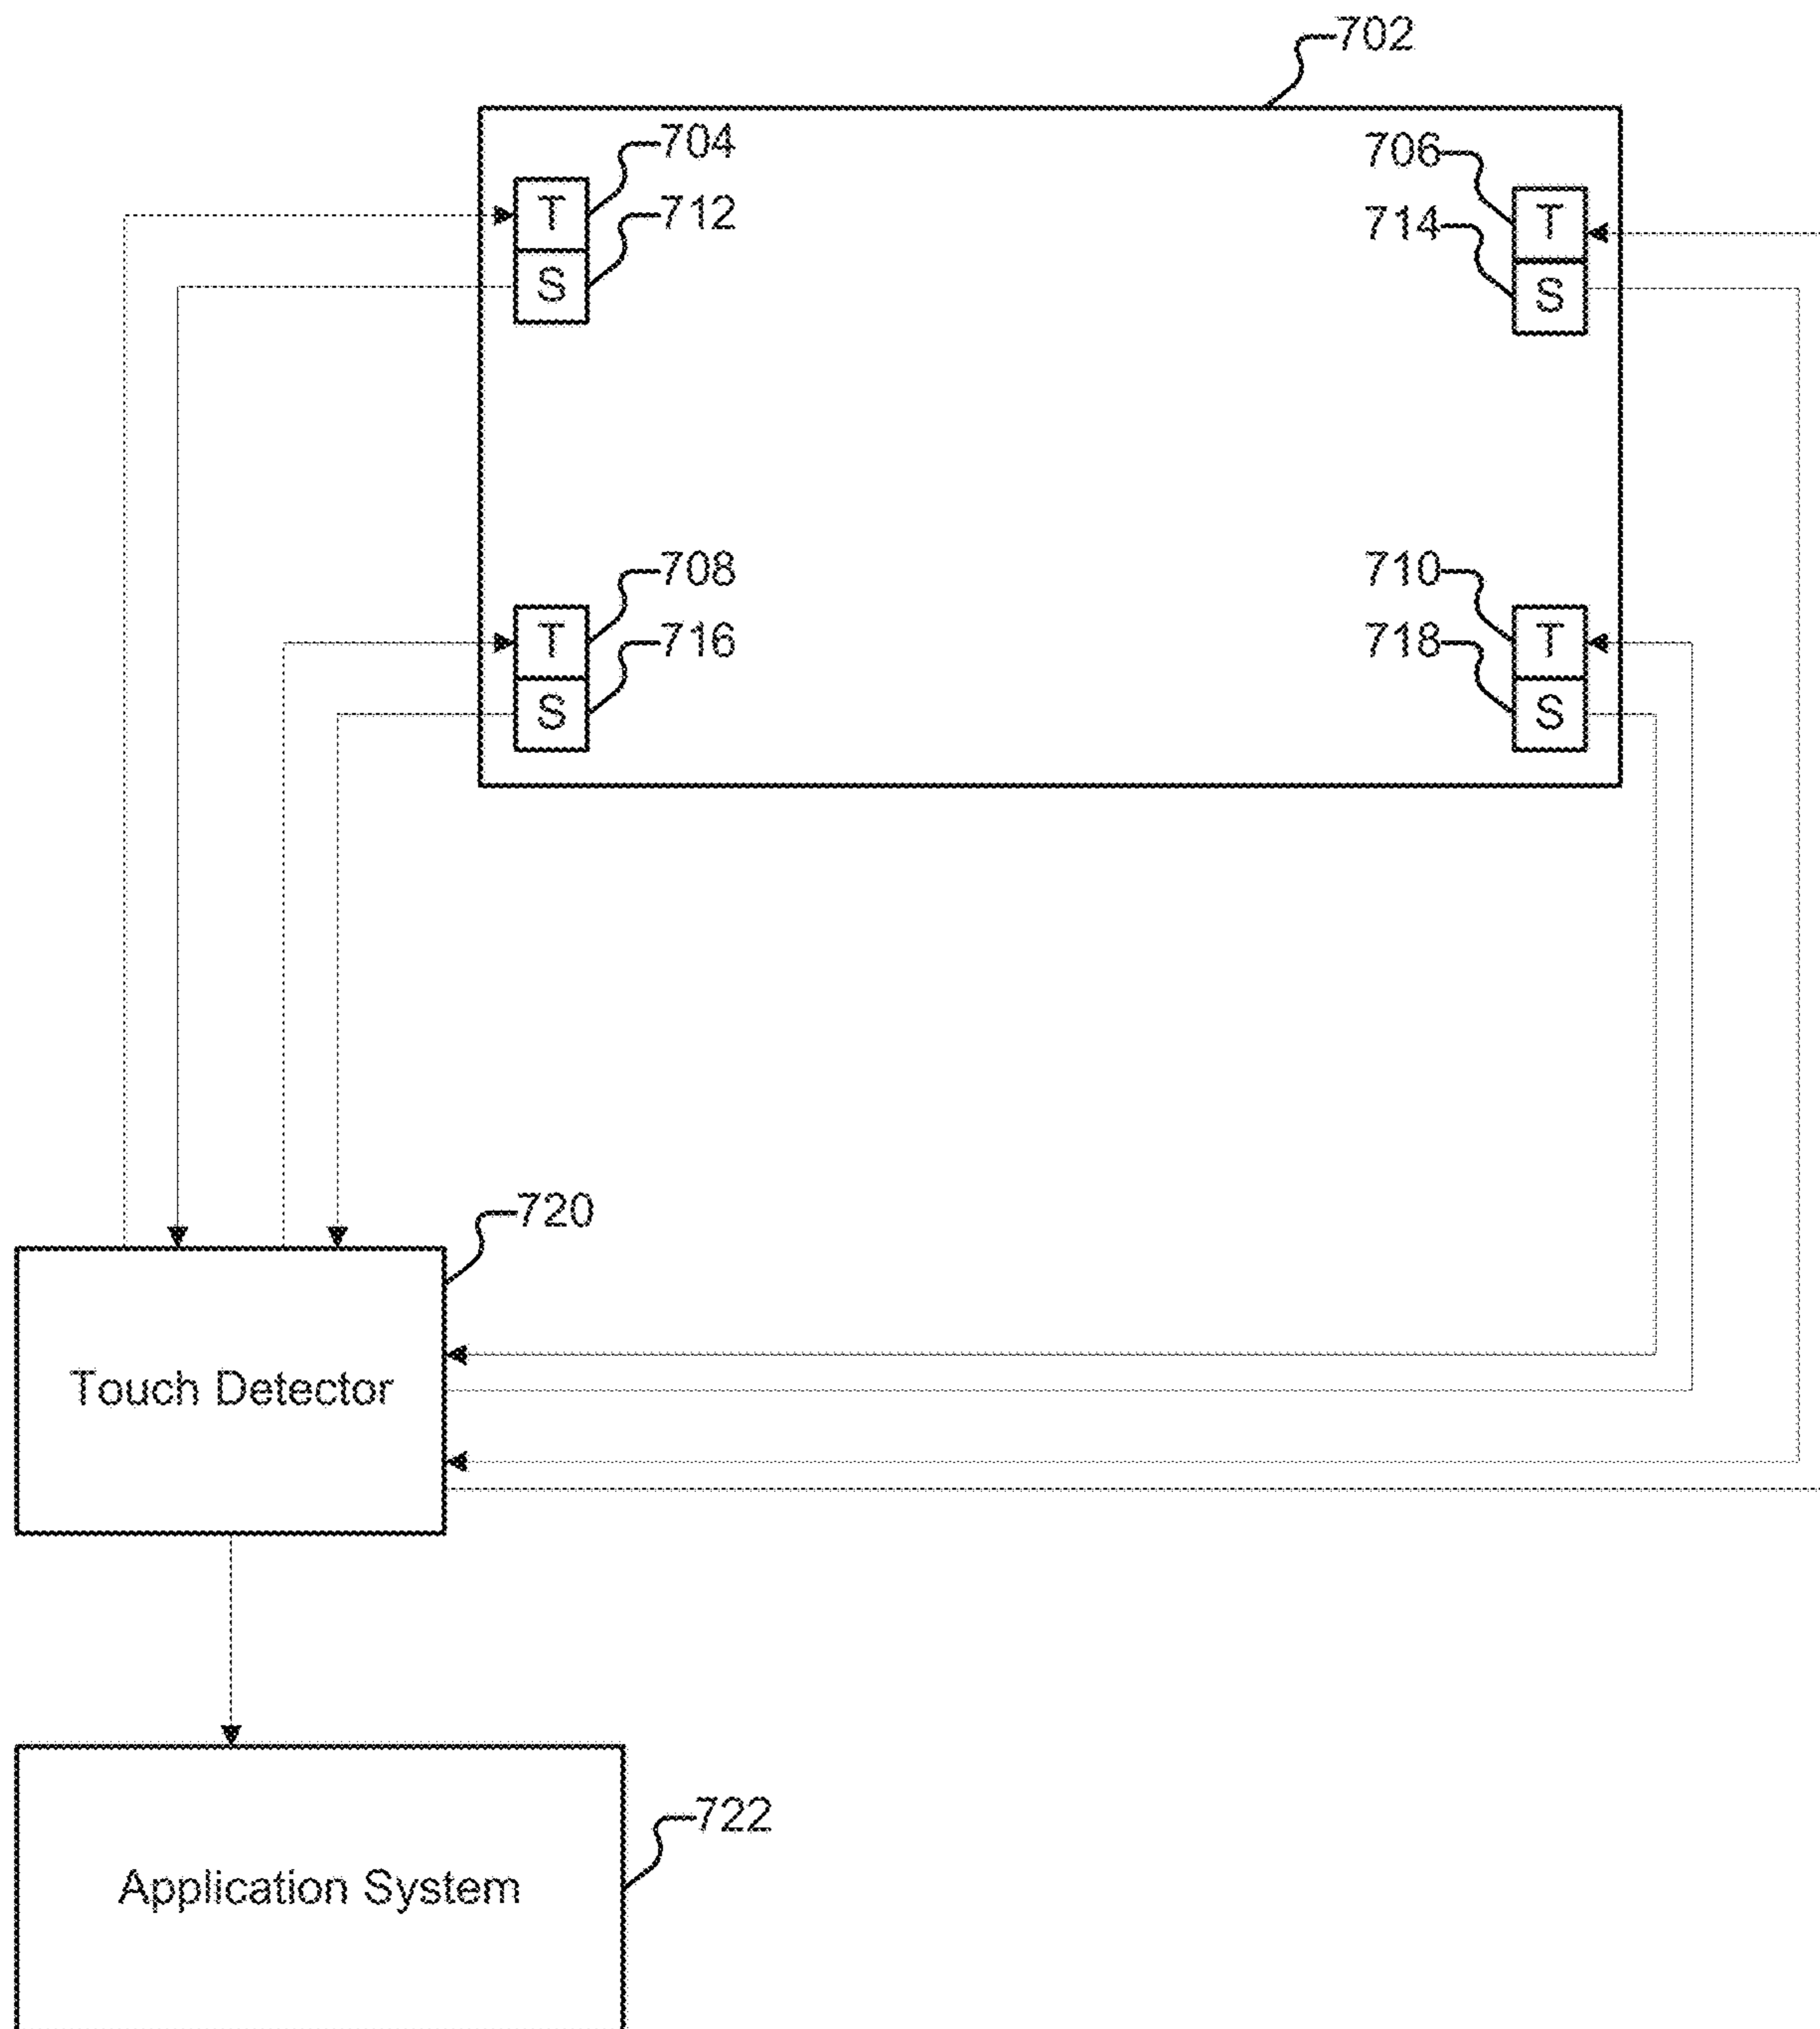 702
704
706
T
T
712
714
S
S
708
710
T
T
716
718
S
S
720
Touch Detector
722
Application System